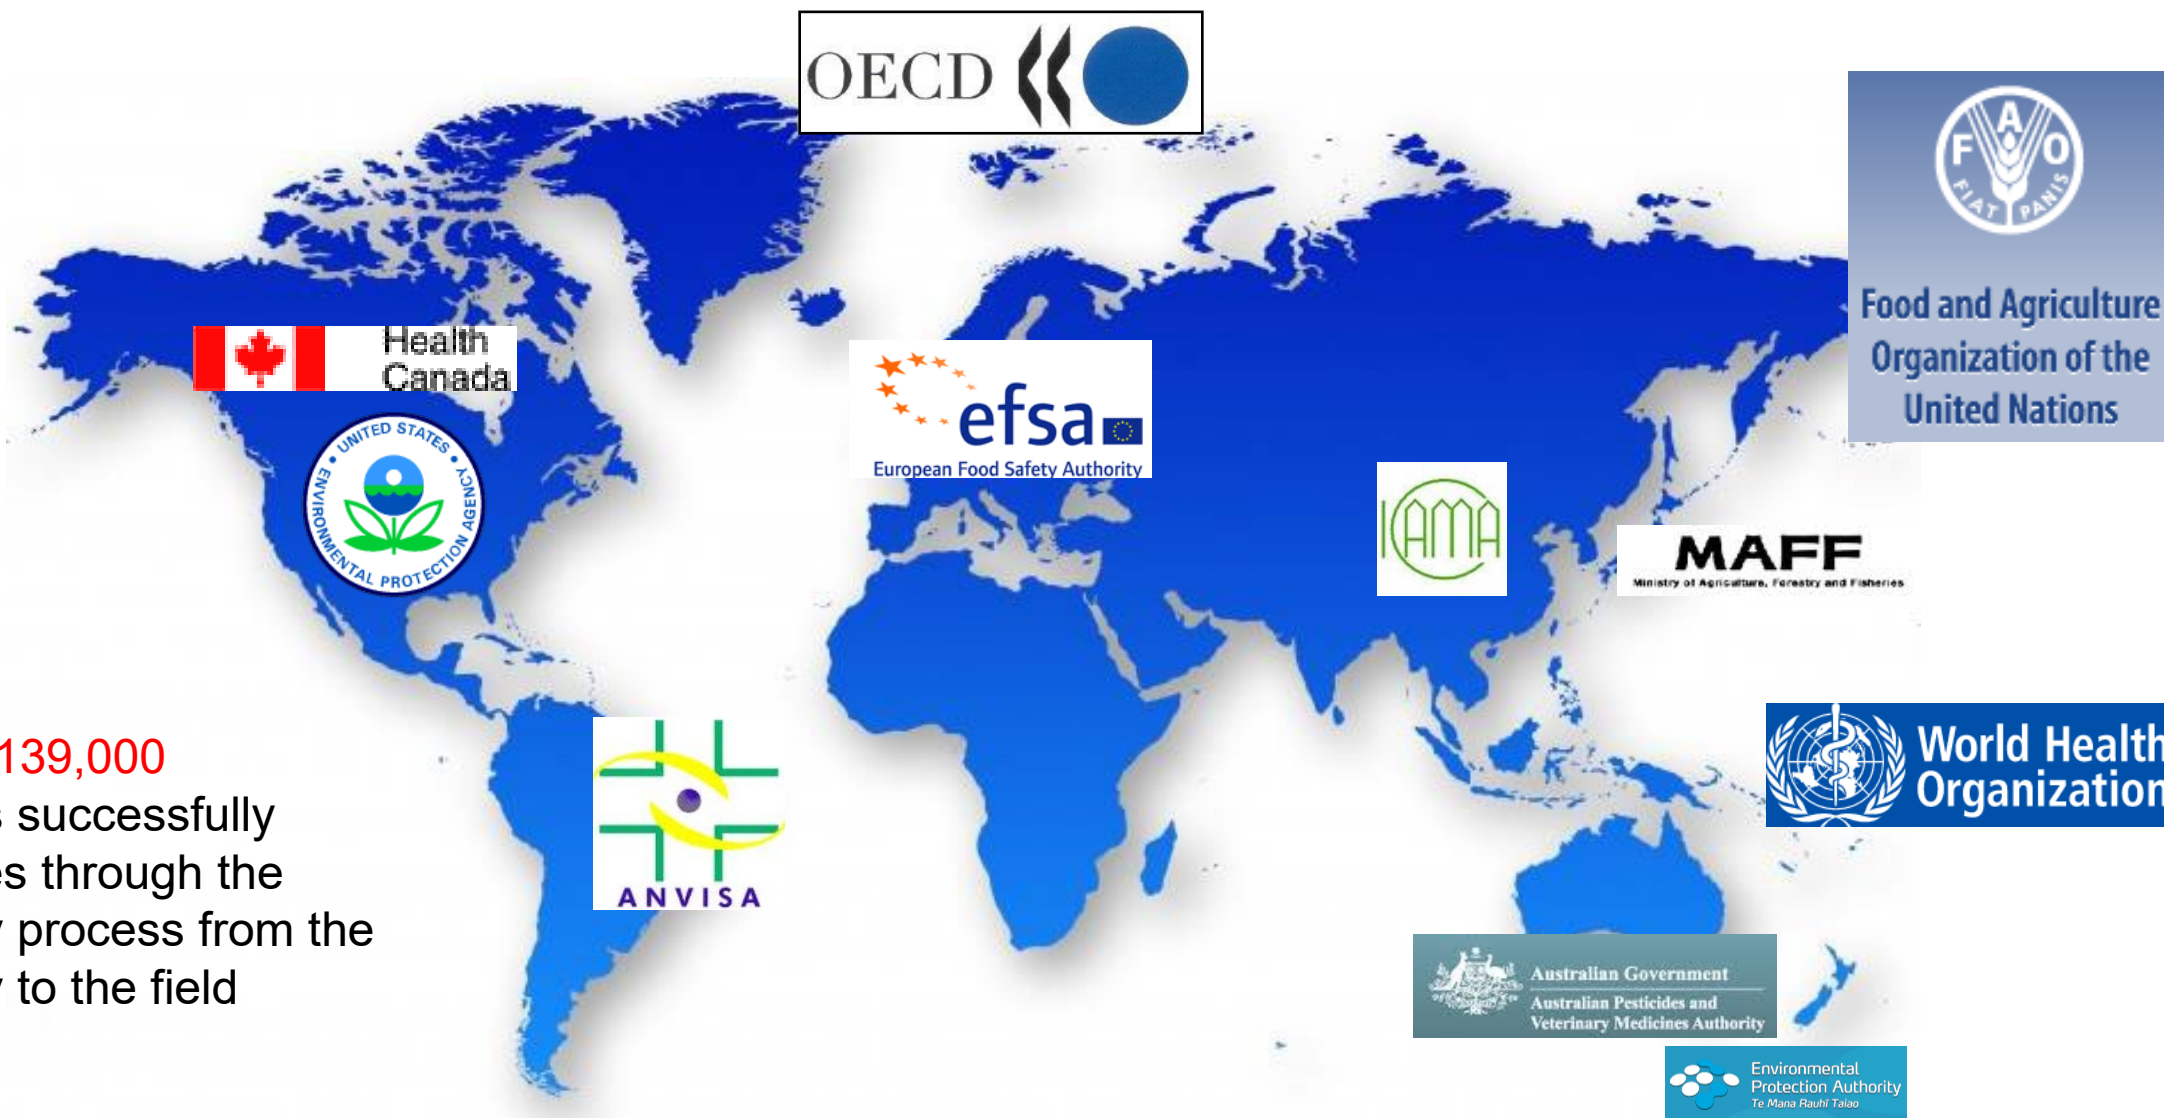 OECD
FAO
FIAT PANIS
Food and Agriculture
Organization of the
United Nations
Health
Canada
UNITED STATES
ENVIRONMENTAL PROTECTION AGENCY
efsa
European Food Safety Authority
ICAMA
MAFF
Ministry of Agriculture, Forestry and Fisheries
World Health
Organization
139,000
s successfully
es through the
y process from the
y to the field
ANVISA
Australian Government
Australian Pesticides and
Veterinary Medicines Authority
Environmental
Protection Authority
Te Mana Rauhī Taiao